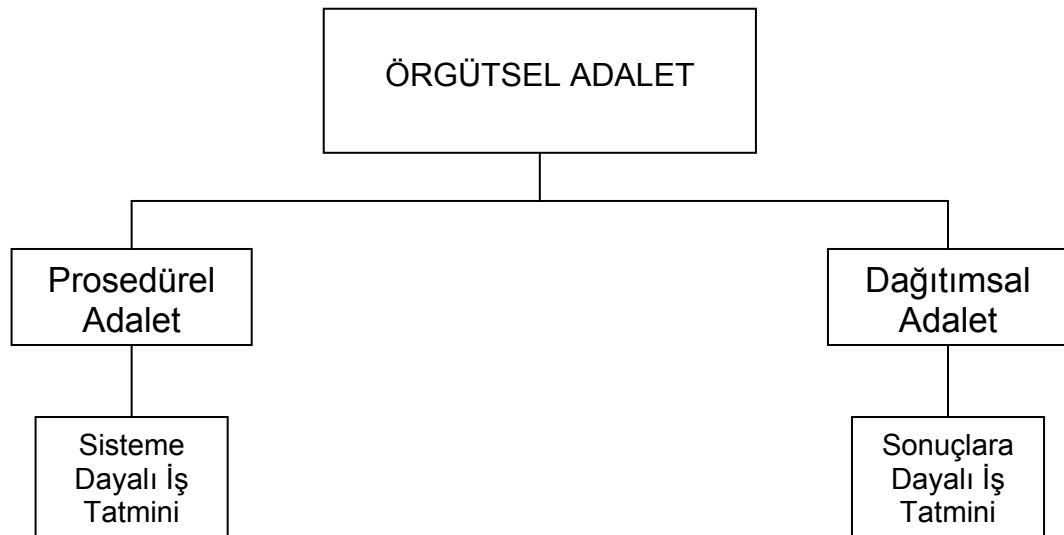 ÖRGÜTSEL ADALET
Prosedürel
Adalet
Dağıtımsal
Adalet
Sisteme
Dayalı İş
Tatmini
Sonuçlara
Dayalı İş
Tatmini